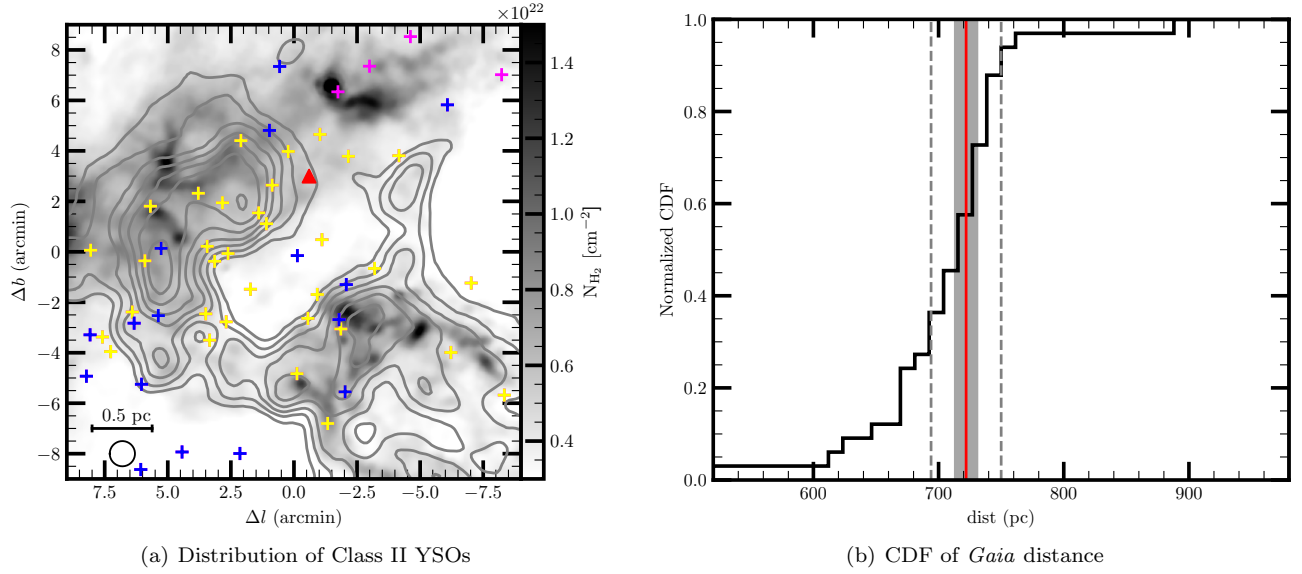 ×10²²
8
6
4
2
0
−2
−4
−6
−8
Δb (arcmin)
0.5 pc
7.5 5.0 2.5 0.0 −2.5 −5.0 −7.5
Δl (arcmin)
1.4
1.2
1.0
0.8
0.6
0.4
N_H₂ [cm⁻²]
(a) Distribution of Class II YSOs
1.0
0.8
0.6
0.4
0.2
0.0
Normalized CDF
600 700 800 900
dist (pc)
(b) CDF of Gaia distance